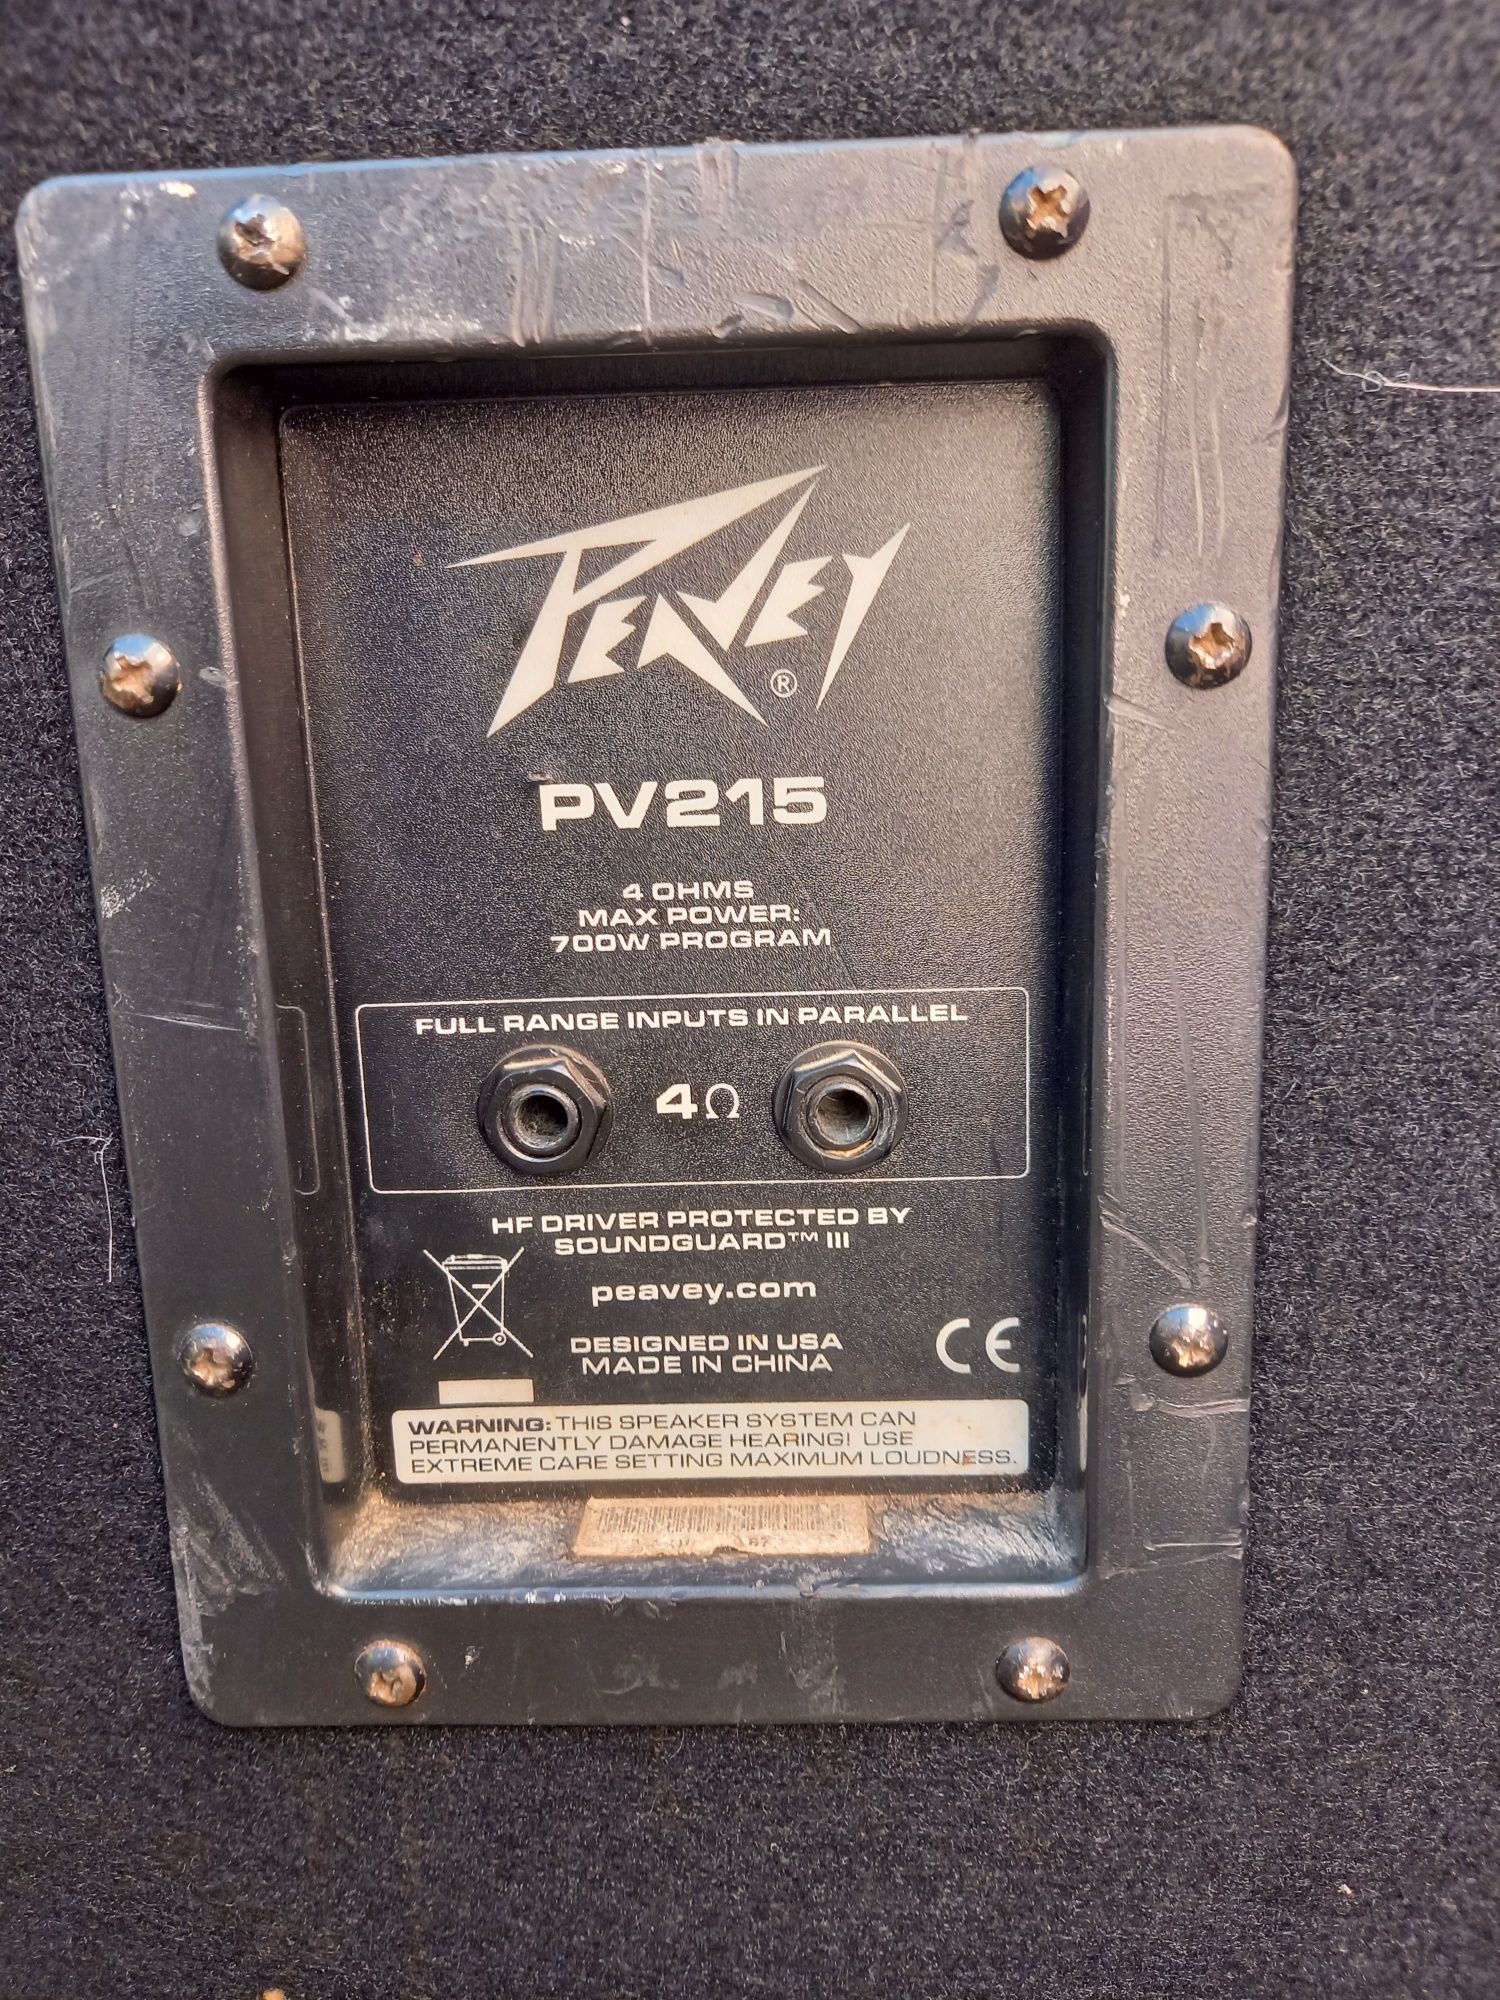 PEAVEY®
PV215
4 OHMS
MAX POWER:
700W PROGRAM
FULL RANGE INPUTS IN PARALLEL
4Ω
HF DRIVER PROTECTED BY
SOUNDGUARD™ III
peavey.com
DESIGNED IN USA
MADE IN CHINA
CE
WARNING: THIS SPEAKER SYSTEM CAN
PERMANENTLY DAMAGE HEARING! USE
EXTREME CARE SETTING MAXIMUM LOUDNESS.